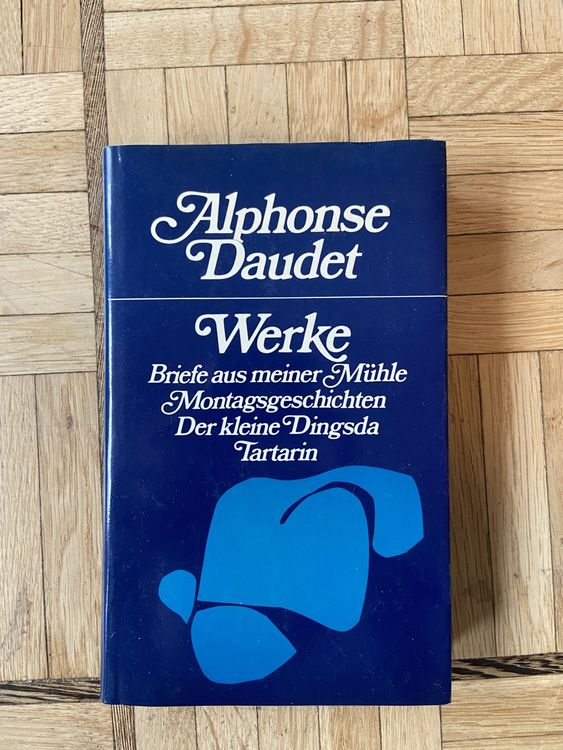 Alphonse
Daudet
Werke
Briefe aus meiner Mühle
Montagsgeschichten
Der kleine Dingsda
Tartarin